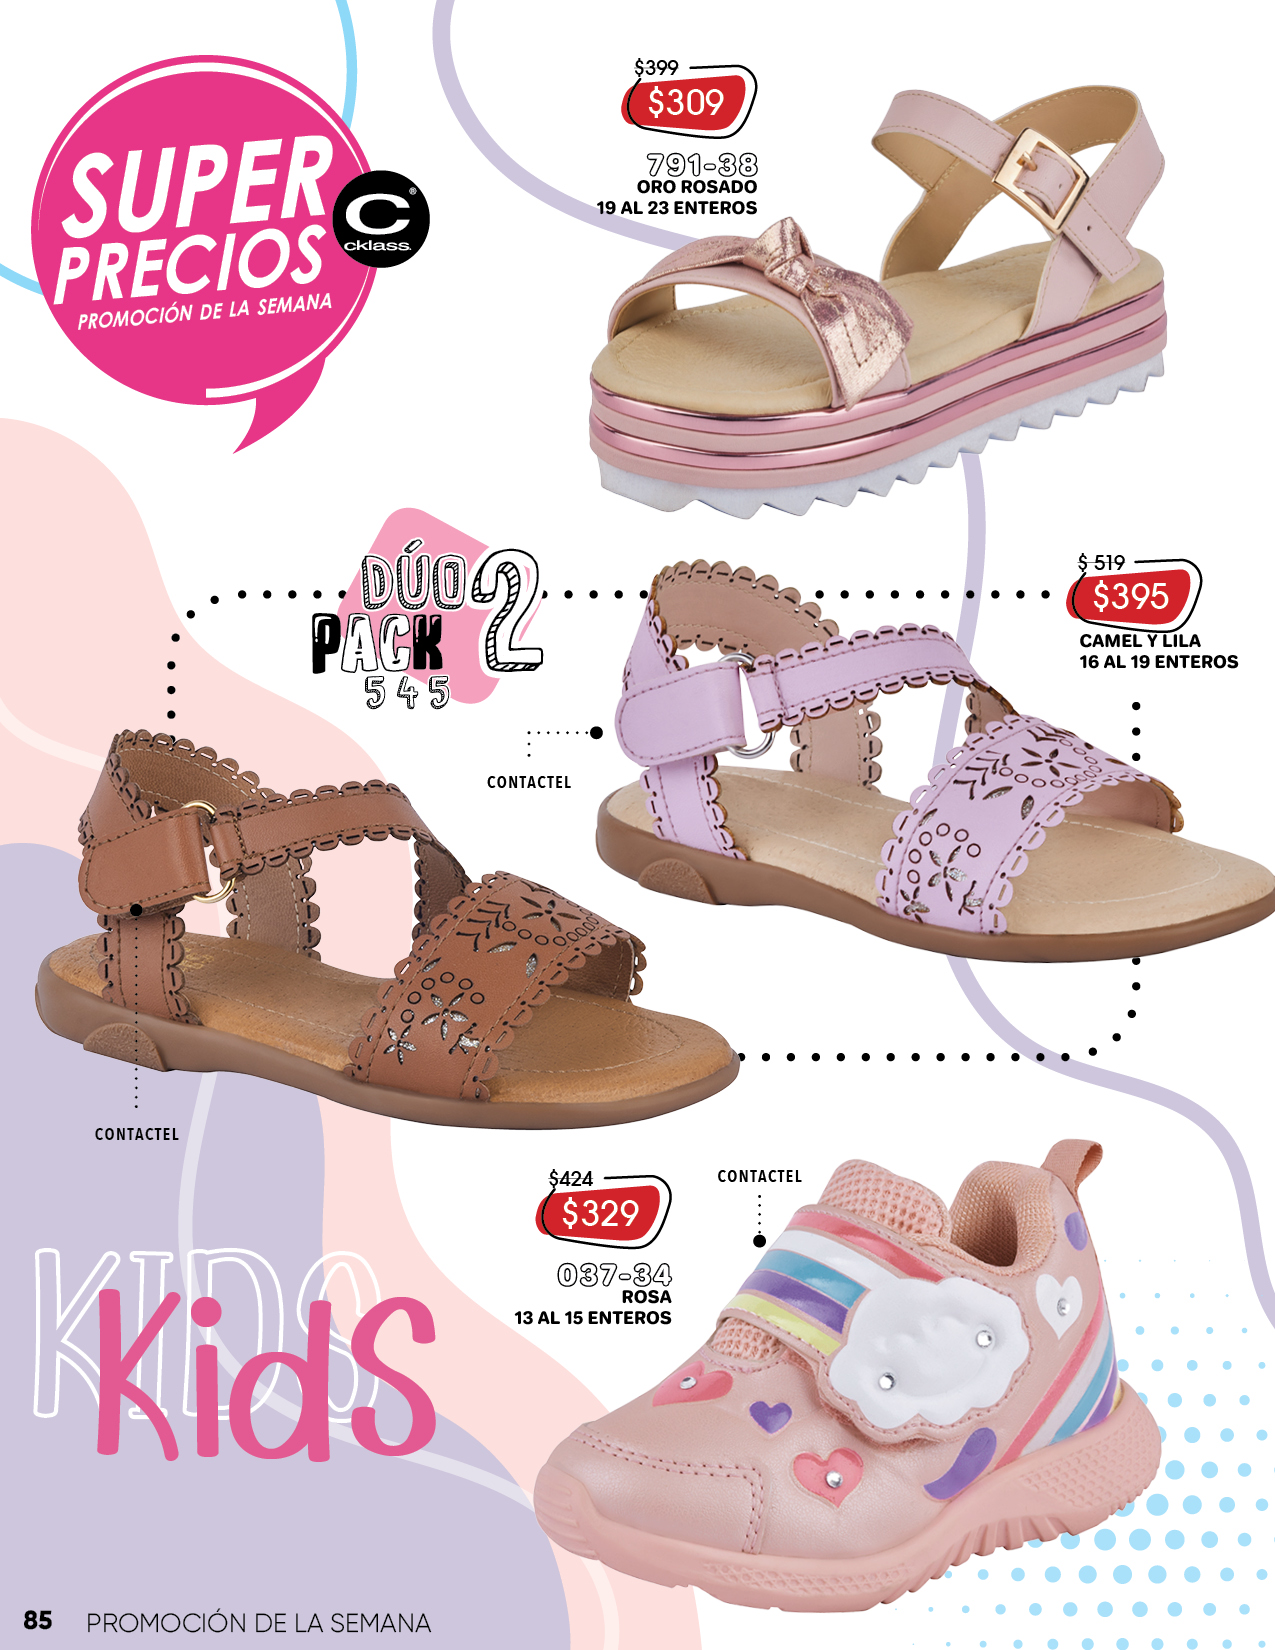 SUPER
PRECIOS
PROMOCIÓN DE LA SEMANA
C®
cklass.
$399
$309
791-38
ORO ROSADO
19 AL 23 ENTEROS
DÚO
PACK 2
545
$ 519
$395
CAMEL Y LILA
16 AL 19 ENTEROS
CONTACTEL
CONTACTEL
$424
$329
037-34
ROSA
13 AL 15 ENTEROS
CONTACTEL
KIDS
Kids
85 PROMOCIÓN DE LA SEMANA